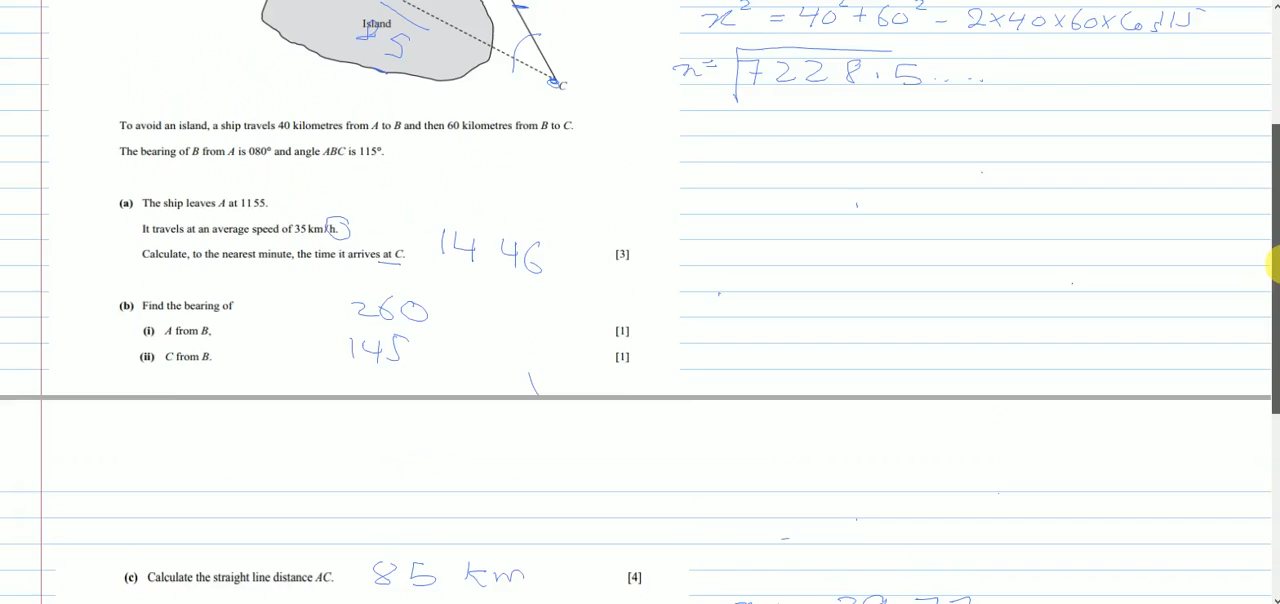 Island
85
C
x² = 40² + 60² - 2×40×60×Cos115
x = √7228.5....
To avoid an island, a ship travels 40 kilometres from A to B and then 60 kilometres from B to C.
The bearing of B from A is 080° and angle ABC is 115°.
(a) The ship leaves A at 1155.
It travels at an average speed of 35 km/h.
Calculate, to the nearest minute, the time it arrives at C. 14 46 [3]
(b) Find the bearing of 260
(i) A from B, [1]
145
(ii) C from B. [1]
(c) Calculate the straight line distance AC. 85 km [4]